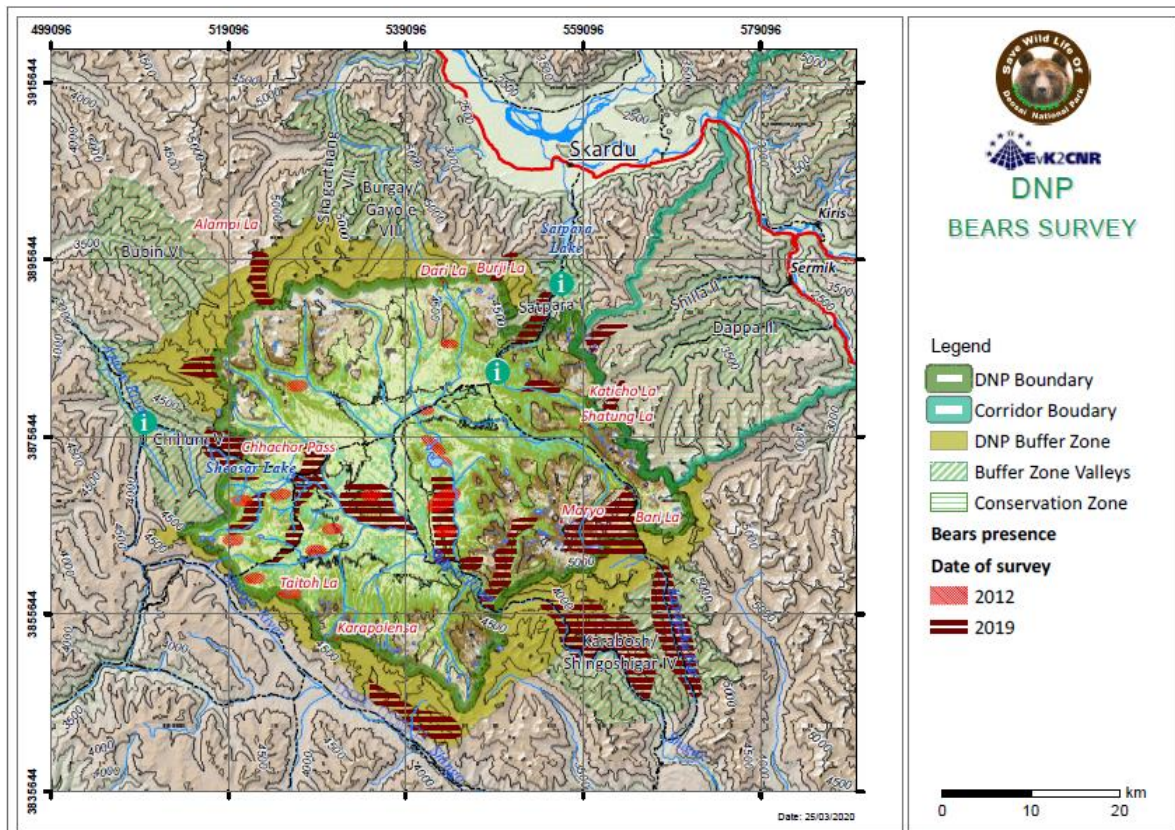 499096
519096
539096
559096
579096
3915644
3895644
3875644
3855644
3835644
Skardu
Shagarthang
VII
Burgay/
Gayole
VIII
Alampi La
Bubin VI
Sarpara
Lake
Kiris
Sermik
Dari La
Burji La
Satpara
Shilla II
Dappa III
Katicho La
Shatung La
Chhachor Pass
Sheosar Lake
Maryo
Bari La
Taitoh La
Karapolensa
Karabosh/
Shingoshigar IV
Date: 25/03/2020
Save Wild Life Of
Deosai National Park
EvK2CNR
DNP
BEARS SURVEY
Legend
DNP Boundary
Corridor Boudary
DNP Buffer Zone
Buffer Zone Valleys
Conservation Zone
Bears presence
Date of survey
2012
2019
km
0 10 20